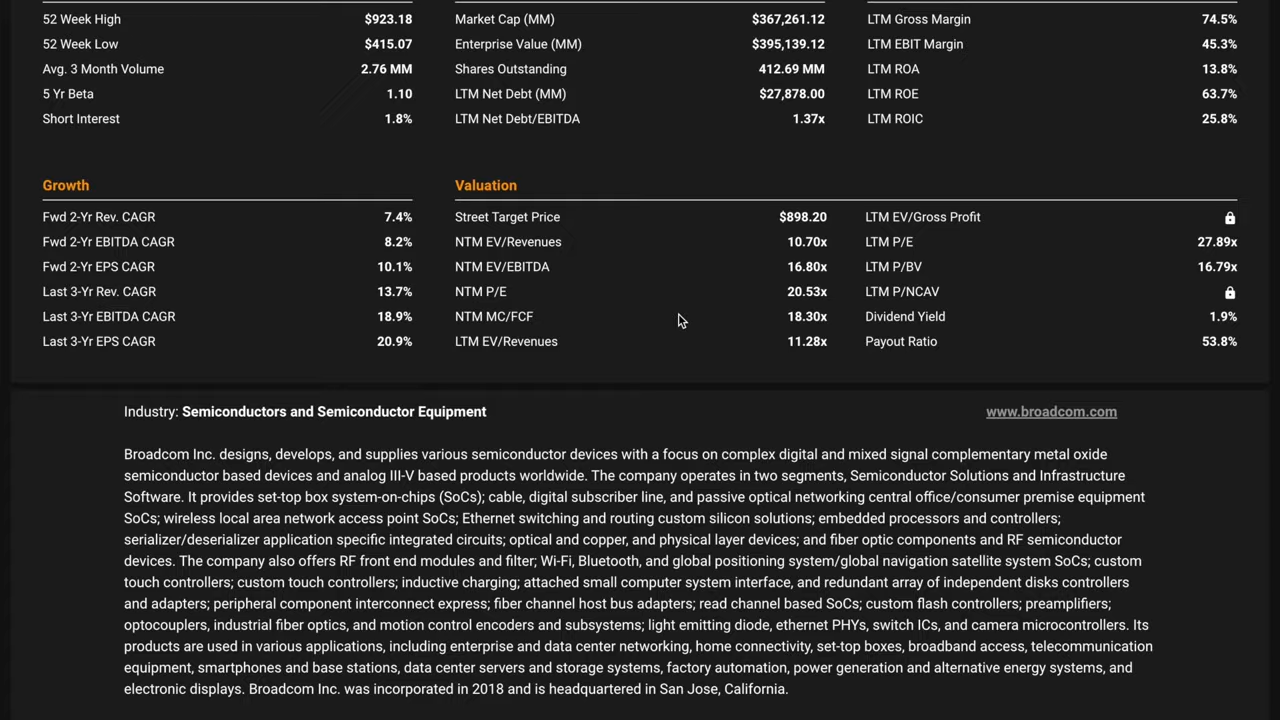 52 Week High $923.18 Market Cap (MM) $367,261.12 LTM Gross Margin 74.5%
52 Week Low $415.07 Enterprise Value (MM) $395,139.12 LTM EBIT Margin 45.3%
Avg. 3 Month Volume 2.76 MM Shares Outstanding 412.69 MM LTM ROA 13.8%
5 Yr Beta 1.10 LTM Net Debt (MM) $27,878.00 LTM ROE 63.7%
Short Interest 1.8% LTM Net Debt/EBITDA 1.37x LTM ROIC 25.8%
Growth Valuation
Fwd 2-Yr Rev. CAGR 7.4% Street Target Price $898.20 LTM EV/Gross Profit
Fwd 2-Yr EBITDA CAGR 8.2% NTM EV/Revenues 10.70x LTM P/E 27.89x
Fwd 2-Yr EPS CAGR 10.1% NTM EV/EBITDA 16.80x LTM P/BV 16.79x
Last 3-Yr Rev. CAGR 13.7% NTM P/E 20.53x LTM P/NCAV
Last 3-Yr EBITDA CAGR 18.9% NTM MC/FCF 18.30x Dividend Yield 1.9%
Last 3-Yr EPS CAGR 20.9% LTM EV/Revenues 11.28x Payout Ratio 53.8%
Industry: Semiconductors and Semiconductor Equipment www.broadcom.com
Broadcom Inc. designs, develops, and supplies various semiconductor devices with a focus on complex digital and mixed signal complementary metal oxide
semiconductor based devices and analog III-V based products worldwide. The company operates in two segments, Semiconductor Solutions and Infrastructure
Software. It provides set-top box system-on-chips (SoCs); cable, digital subscriber line, and passive optical networking central office/consumer premise equipment
SoCs; wireless local area network access point SoCs; Ethernet switching and routing custom silicon solutions; embedded processors and controllers;
serializer/deserializer application specific integrated circuits; optical and copper, and physical layer devices; and fiber optic components and RF semiconductor
devices. The company also offers RF front end modules and filter; Wi-Fi, Bluetooth, and global positioning system/global navigation satellite system SoCs; custom
touch controllers; custom touch controllers; inductive charging; attached small computer system interface, and redundant array of independent disks controllers
and adapters; peripheral component interconnect express; fiber channel host bus adapters; read channel based SoCs; custom flash controllers; preamplifiers;
optocouplers, industrial fiber optics, and motion control encoders and subsystems; light emitting diode, ethernet PHYs, switch ICs, and camera microcontrollers. Its
products are used in various applications, including enterprise and data center networking, home connectivity, set-top boxes, broadband access, telecommunication
equipment, smartphones and base stations, data center servers and storage systems, factory automation, power generation and alternative energy systems, and
electronic displays. Broadcom Inc. was incorporated in 2018 and is headquartered in San Jose, California.